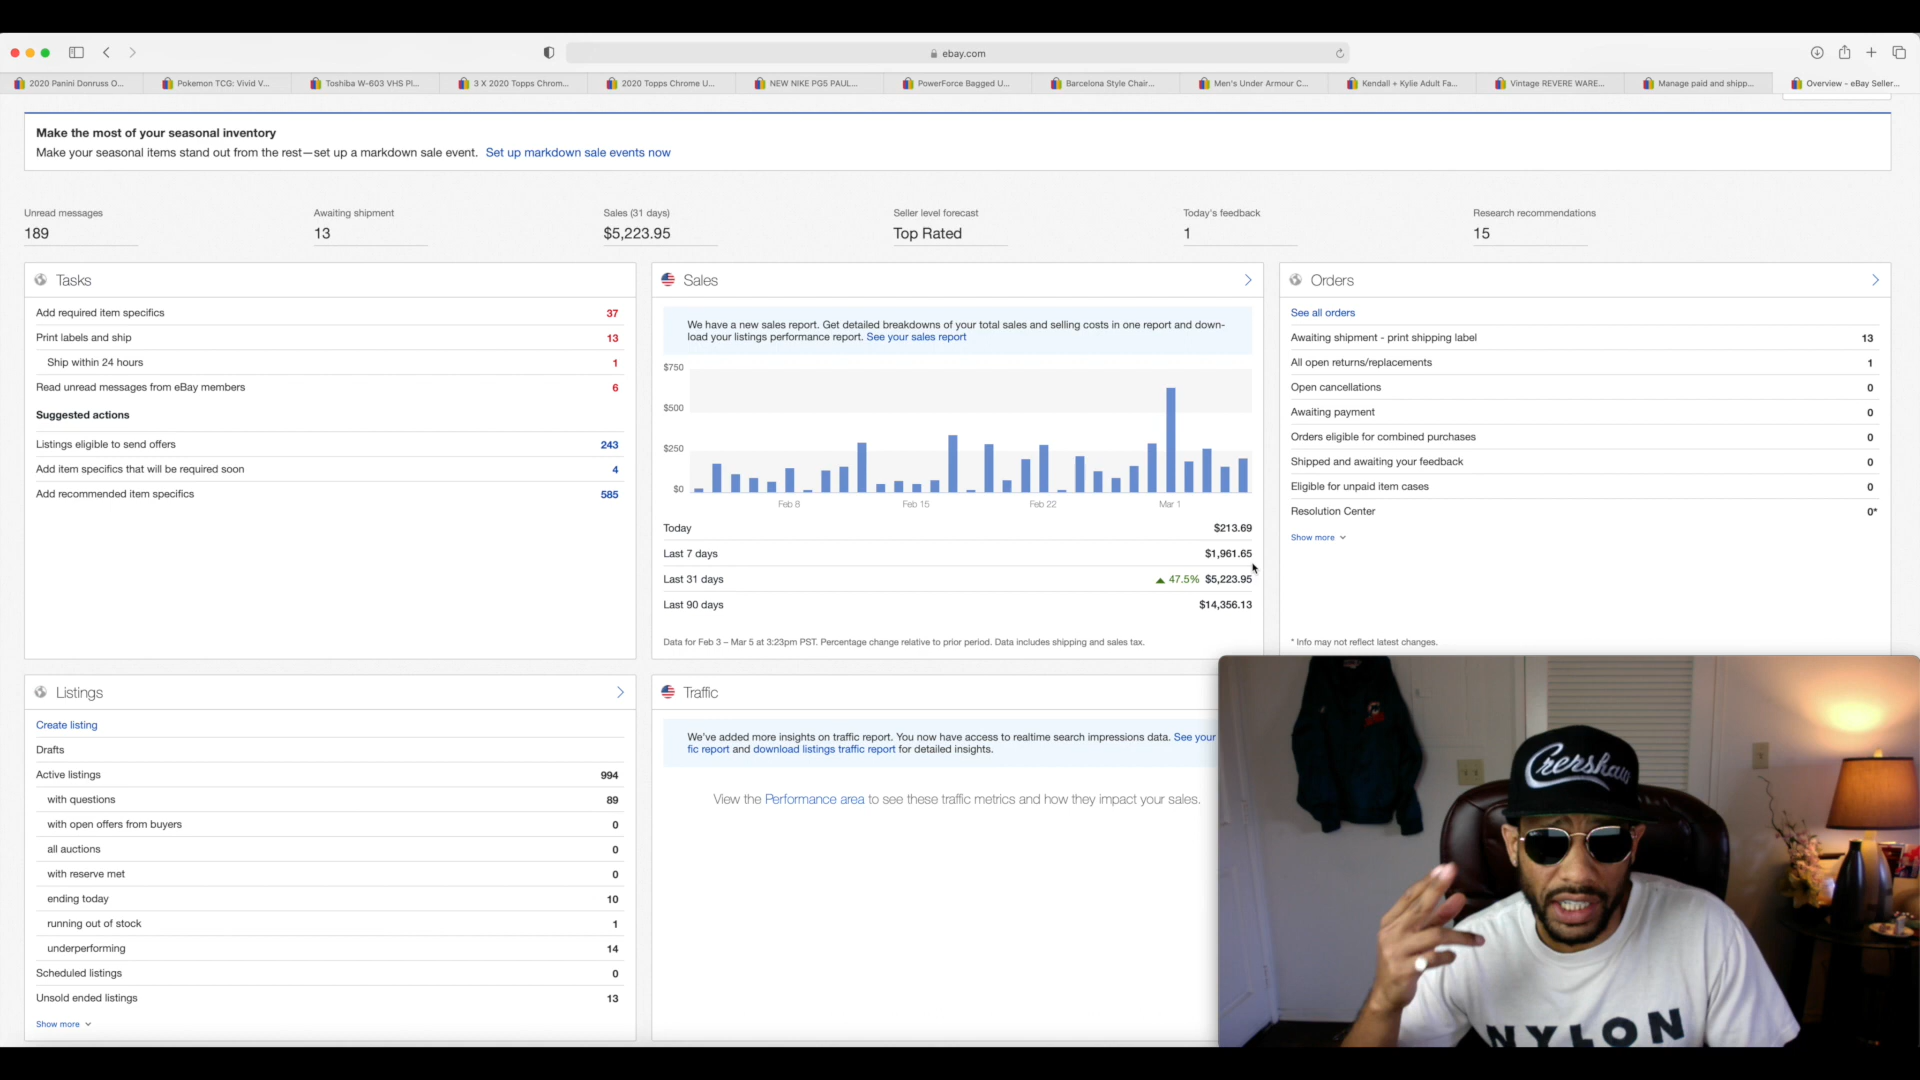 ebay.com
2020 Panini Donruss O...
Pokemon TCG: Vivid V...
Toshiba W-603 VHS Pl...
3 X 2020 Topps Chrom...
2020 Topps Chrome U...
NEW NIKE PG5 PAUL...
PowerForce Bagged U...
Barcelona Style Chair...
Men's Under Armour C...
Kendall + Kylie Adult Fa...
Vintage REVERE WARE...
Manage paid and shipp...
Overview – eBay Seller...
Make the most of your seasonal inventory
Make your seasonal items stand out from the rest—set up a markdown sale event. Set up markdown sale events now
Unread messages
189
Awaiting shipment
13
Sales (31 days)
$5,223.95
Seller level forecast
Top Rated
Today's feedback
1
Research recommendations
15
Tasks
Add required item specifics 37
Print labels and ship 13
Ship within 24 hours 1
Read unread messages from eBay members 6
Suggested actions
Listings eligible to send offers 243
Add item specifics that will be required soon 4
Add recommended item specifics 585
Sales
We have a new sales report. Get detailed breakdowns of your total sales and selling costs in one report and down-
load your listings performance report. See your sales report
$750
$500
$250
$0
Feb 8 Feb 15 Feb 22 Mar 1
Today $213.69
Last 7 days $1,961.65
Last 31 days 47.5% $5,223.95
Last 90 days $14,356.13
Data for Feb 3 – Mar 5 at 3:23pm PST. Percentage change relative to prior period. Data includes shipping and sales tax.
Orders
See all orders
Awaiting shipment - print shipping label 13
All open returns/replacements 1
Open cancellations 0
Awaiting payment 0
Orders eligible for combined purchases 0
Shipped and awaiting your feedback 0
Eligible for unpaid item cases 0
Resolution Center 0*
Show more
* Info may not reflect latest changes.
Listings
Create listing
Drafts
Active listings 994
with questions 89
with open offers from buyers 0
all auctions 0
with reserve met 0
ending today 10
running out of stock 1
underperforming 14
Scheduled listings 0
Unsold ended listings 13
Show more
Traffic
We've added more insights on traffic report. You now have access to realtime search impressions data. See your
fic report and download listings traffic report for detailed insights.
View the Performance area to see these traffic metrics and how they impact your sales.
Crenshaw
NYLON